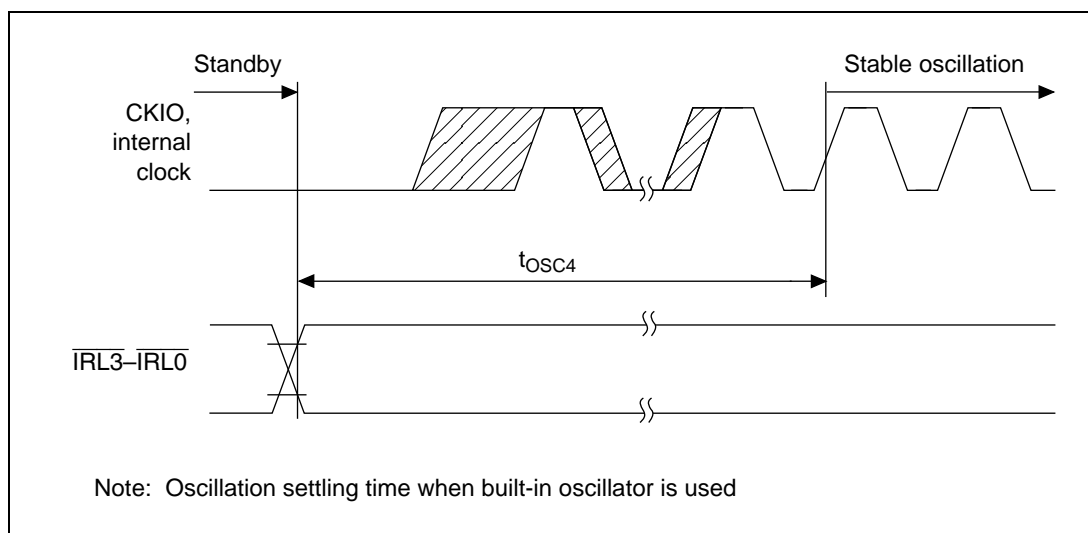 Standby
Stable oscillation
CKIO,
internal
clock
tOSC4
IRL3–IRL0
Note: Oscillation settling time when built-in oscillator is used